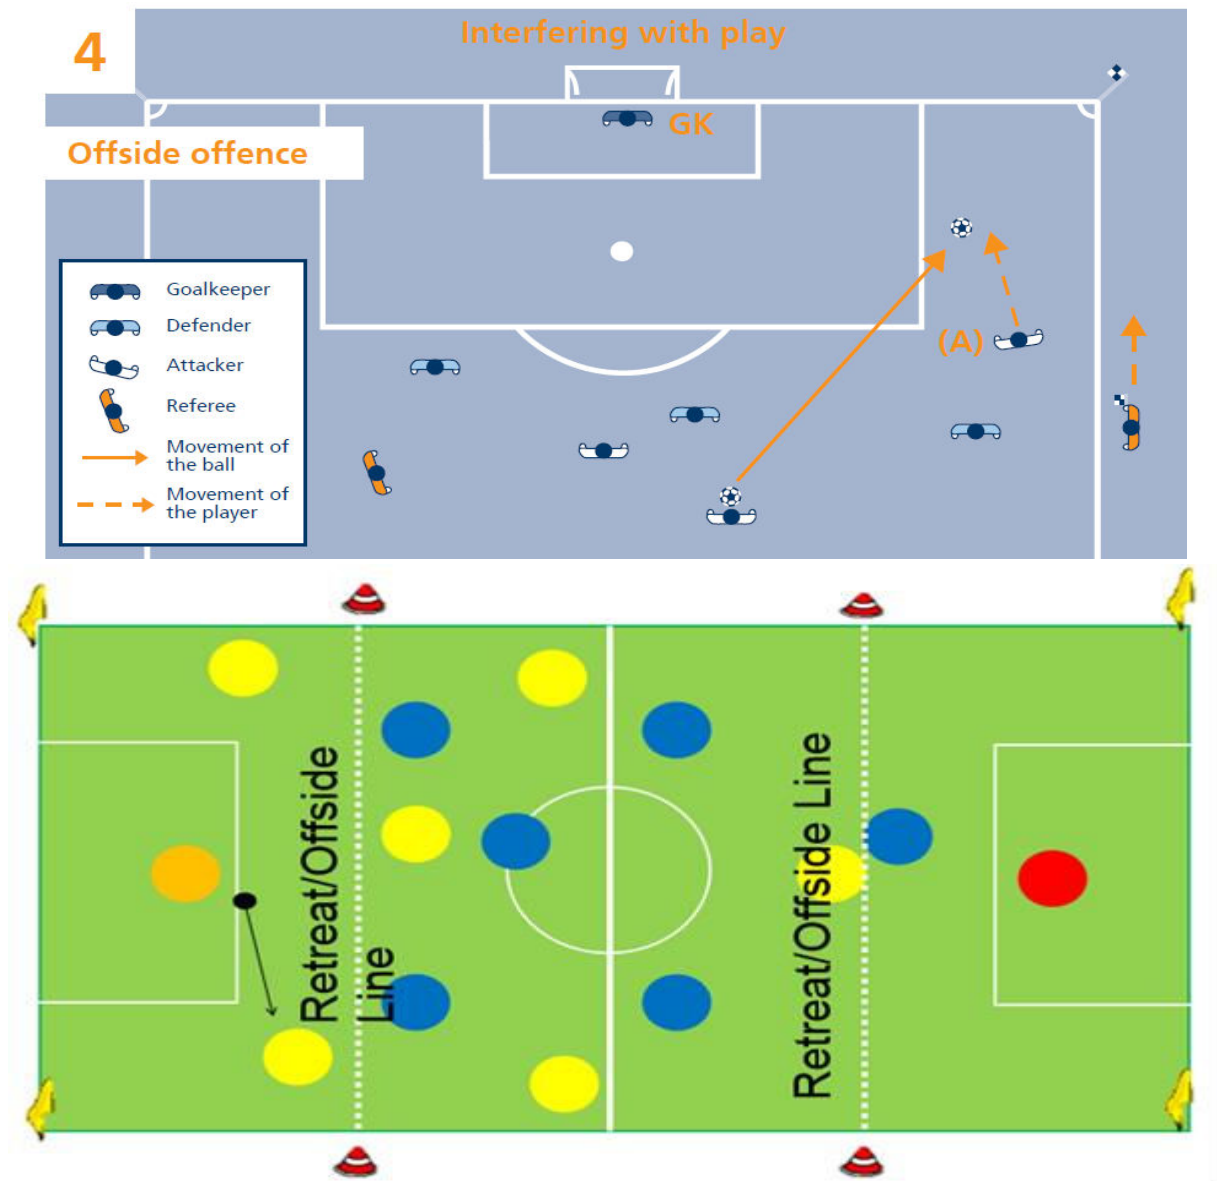 4
Interfering with play
GK
Offside offence
Goalkeeper
Defender
Attacker
Referee
Movement of
the ball
Movement of
the player
(A)
Retreat/Offside
Line
Retreat/Offside Line